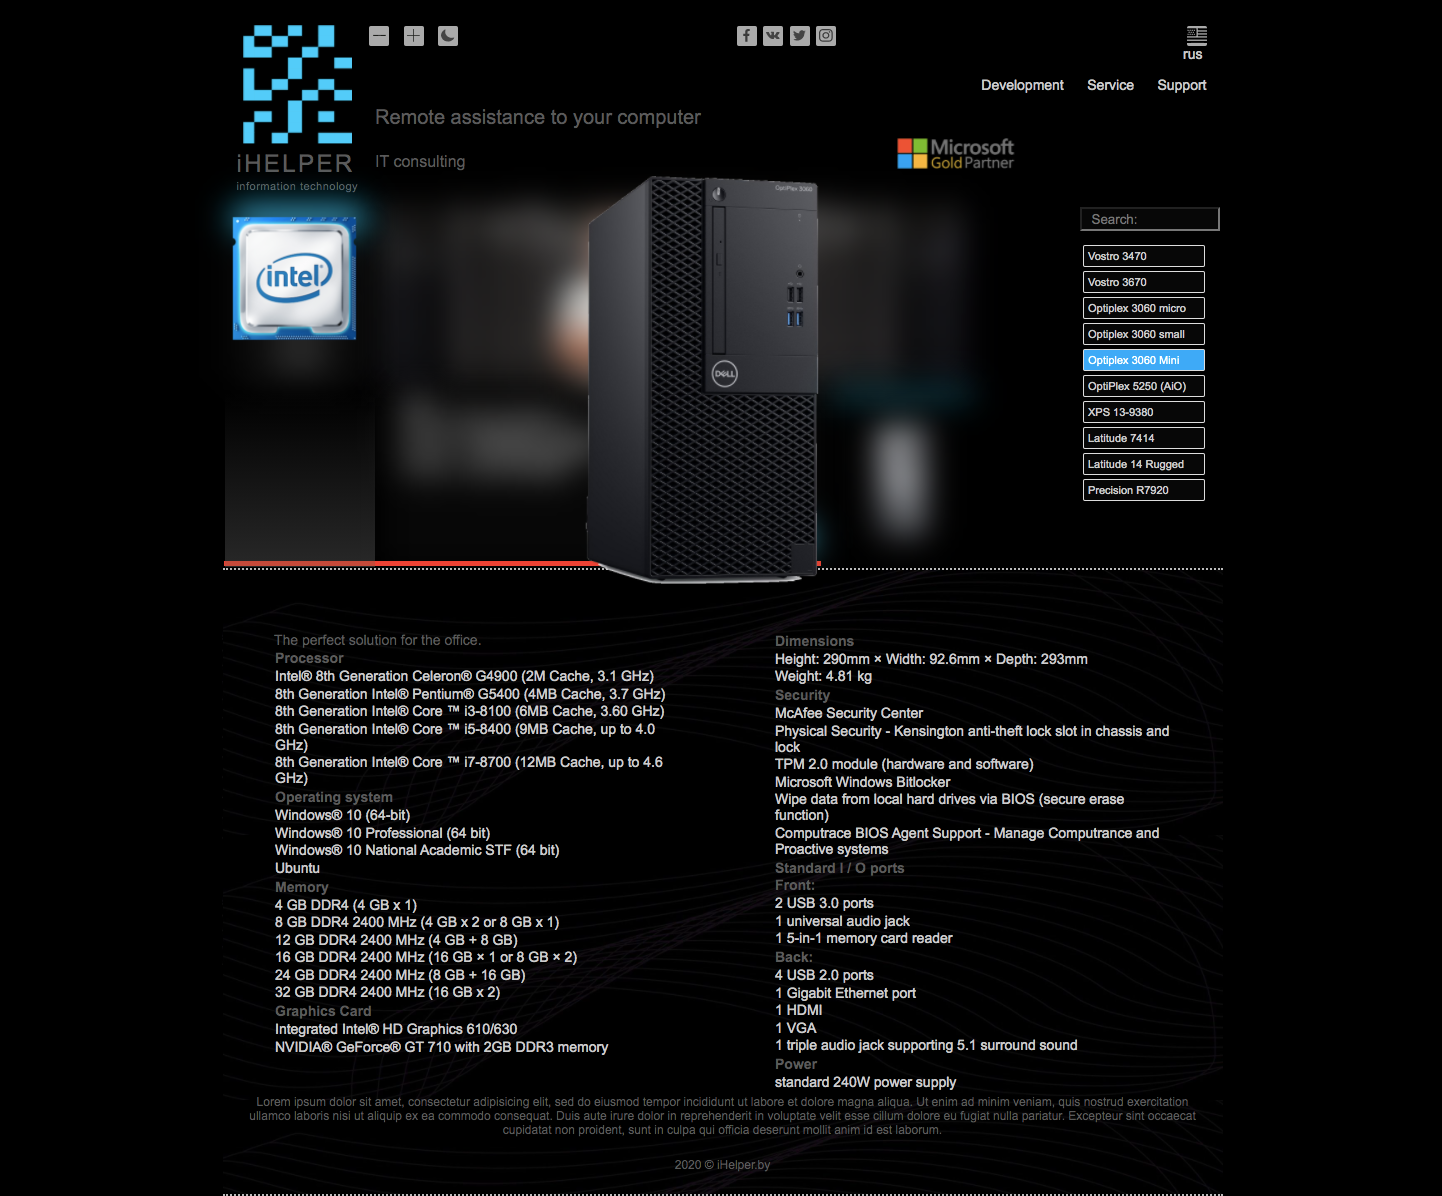 rus
Development Service Support
Remote assistance to your computer
IT consulting
iHELPER
information technology
Microsoft
Gold Partner
OptiPlex 3060
intel
DELL
Search:
Vostro 3470
Vostro 3670
Optiplex 3060 micro
Optiplex 3060 small
Optiplex 3060 Mini
OptiPlex 5250 (AiO)
XPS 13-9380
Latitude 7414
Latitude 14 Rugged
Precision R7920
The perfect solution for the office.
Processor
Intel® 8th Generation Celeron® G4900 (2M Cache, 3.1 GHz)
8th Generation Intel® Pentium® G5400 (4MB Cache, 3.7 GHz)
8th Generation Intel® Core ™ i3-8100 (6MB Cache, 3.60 GHz)
8th Generation Intel® Core ™ i5-8400 (9MB Cache, up to 4.0
GHz)
8th Generation Intel® Core ™ i7-8700 (12MB Cache, up to 4.6
GHz)
Operating system
Windows® 10 (64-bit)
Windows® 10 Professional (64 bit)
Windows® 10 National Academic STF (64 bit)
Ubuntu
Memory
4 GB DDR4 (4 GB x 1)
8 GB DDR4 2400 MHz (4 GB x 2 or 8 GB x 1)
12 GB DDR4 2400 MHz (4 GB + 8 GB)
16 GB DDR4 2400 MHz (16 GB × 1 or 8 GB × 2)
24 GB DDR4 2400 MHz (8 GB + 16 GB)
32 GB DDR4 2400 MHz (16 GB x 2)
Graphics Card
Integrated Intel® HD Graphics 610/630
NVIDIA® GeForce® GT 710 with 2GB DDR3 memory
Dimensions
Height: 290mm × Width: 92.6mm × Depth: 293mm
Weight: 4.81 kg
Security
McAfee Security Center
Physical Security - Kensington anti-theft lock slot in chassis and
lock
TPM 2.0 module (hardware and software)
Microsoft Windows Bitlocker
Wipe data from local hard drives via BIOS (secure erase
function)
Computrace BIOS Agent Support - Manage Computrance and
Proactive systems
Standard I / O ports
Front:
2 USB 3.0 ports
1 universal audio jack
1 5-in-1 memory card reader
Back:
4 USB 2.0 ports
1 Gigabit Ethernet port
1 HDMI
1 VGA
1 triple audio jack supporting 5.1 surround sound
Power
standard 240W power supply
Lorem ipsum dolor sit amet, consectetur adipisicing elit, sed do eiusmod tempor incididunt ut labore et dolore magna aliqua. Ut enim ad minim veniam, quis nostrud exercitation
ullamco laboris nisi ut aliquip ex ea commodo consequat. Duis aute irure dolor in reprehenderit in voluptate velit esse cillum dolore eu fugiat nulla pariatur. Excepteur sint occaecat
cupidatat non proident, sunt in culpa qui officia deserunt mollit anim id est laborum.
2020 © iHelper.by